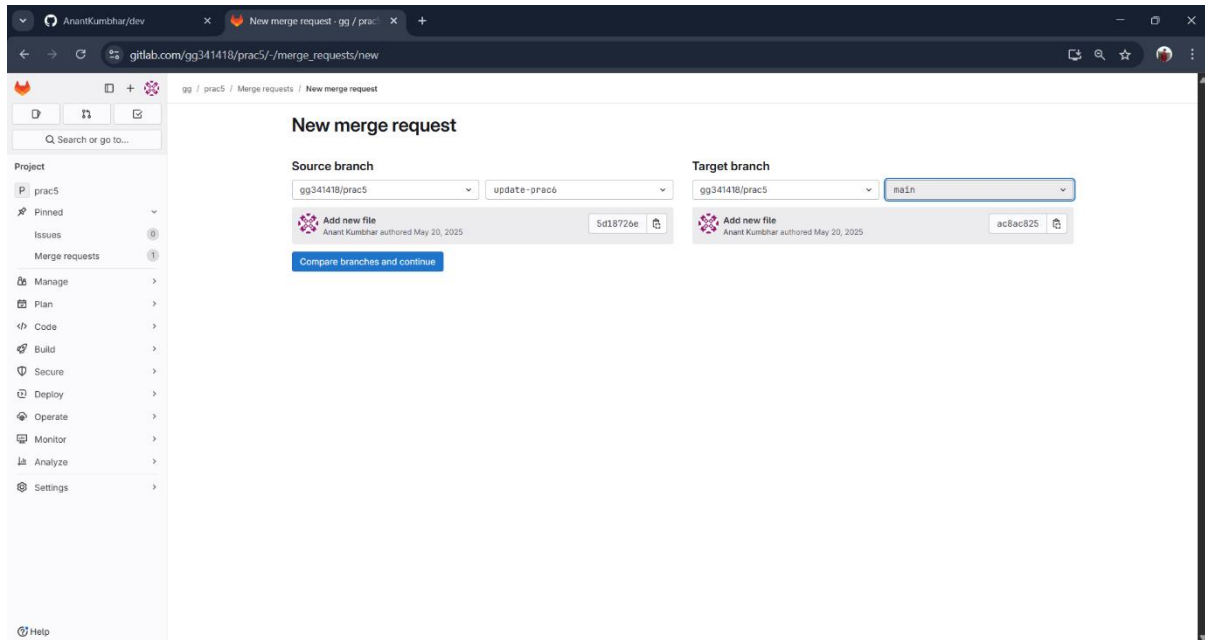 AnantKumbhar/dev
New merge request · gg / prac5
gitlab.com/gg341418/prac5/-/merge_requests/new
gg / prac5 / Merge requests / New merge request
Search or go to...
Project
P prac5
Pinned
Issues 0
Merge requests 1
Manage
Plan
Code
Build
Secure
Deploy
Operate
Monitor
Analyze
Settings
Help
New merge request
Source branch
gg341418/prac5 update-prac6
Add new file
Anant Kumbhar authored May 20, 2025
5d18726e
Compare branches and continue
Target branch
gg341418/prac5 main
Add new file
Anant Kumbhar authored May 20, 2025
ac8ac825